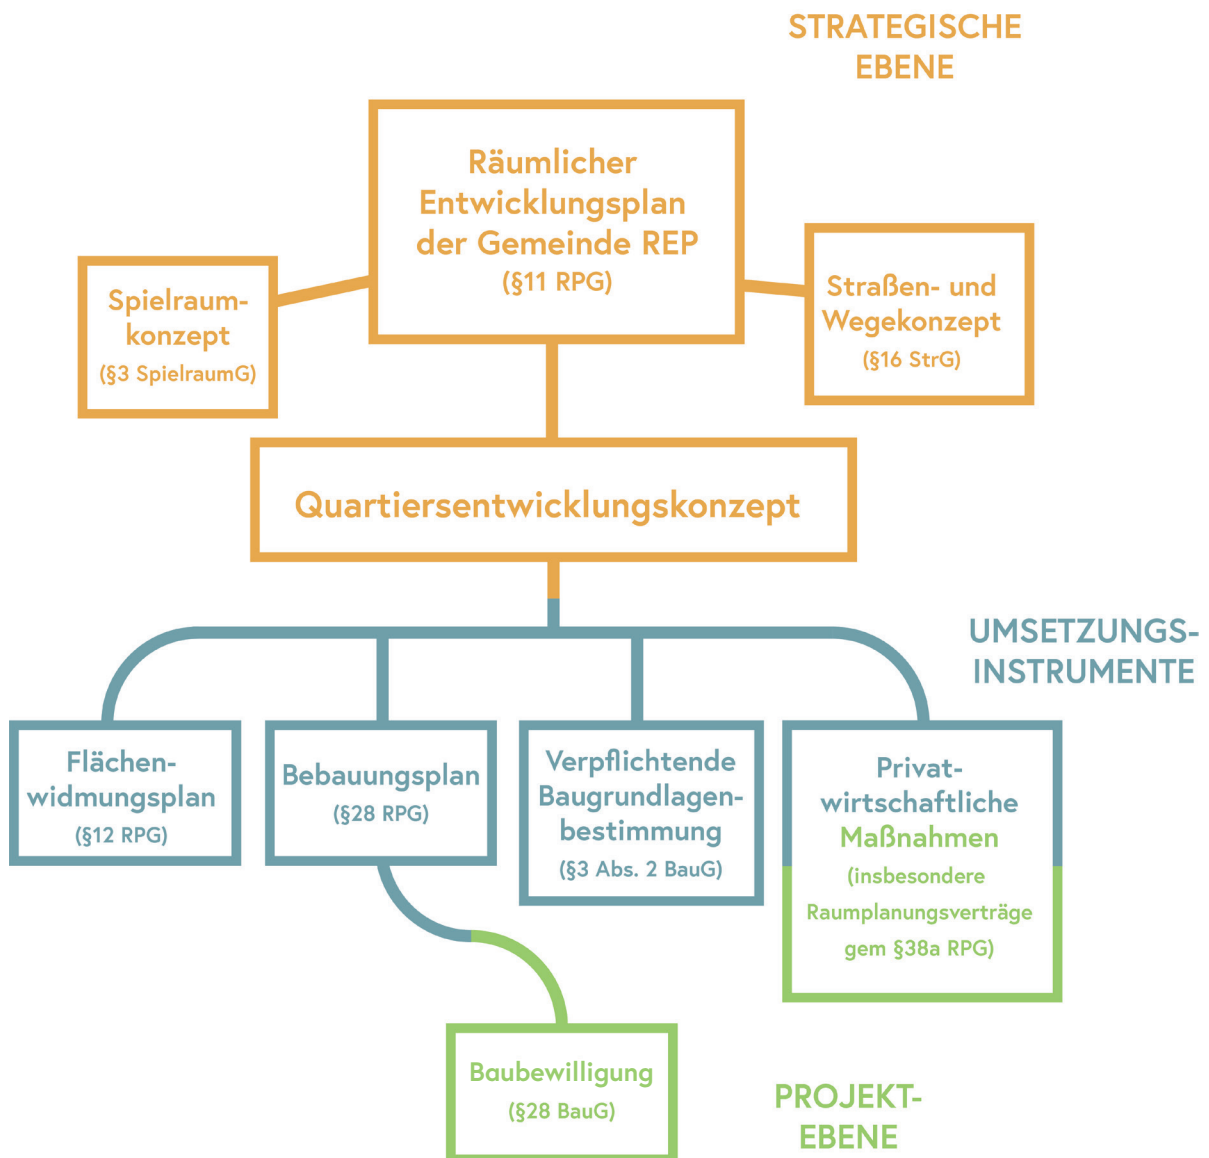 STRATEGISCHE
EBENE
Räumlicher
Entwicklungsplan
der Gemeinde REP
(§11 RPG)
Spielraum-
konzept
(§3 SpielraumG)
Straßen- und
Wegekonzept
(§16 StrG)
Quartiersentwicklungskonzept
UMSETZUNGS-
INSTRUMENTE
Flächen-
widmungsplan
(§12 RPG)
Bebauungsplan
(§28 RPG)
Verpflichtende
Baugrundlagen-
bestimmung
(§3 Abs. 2 BauG)
Privat-
wirtschaftliche
Maßnahmen
(insbesondere
Raumplanungsverträge
gem §38a RPG)
Baubewilligung
(§28 BauG)
PROJEKT-
EBENE